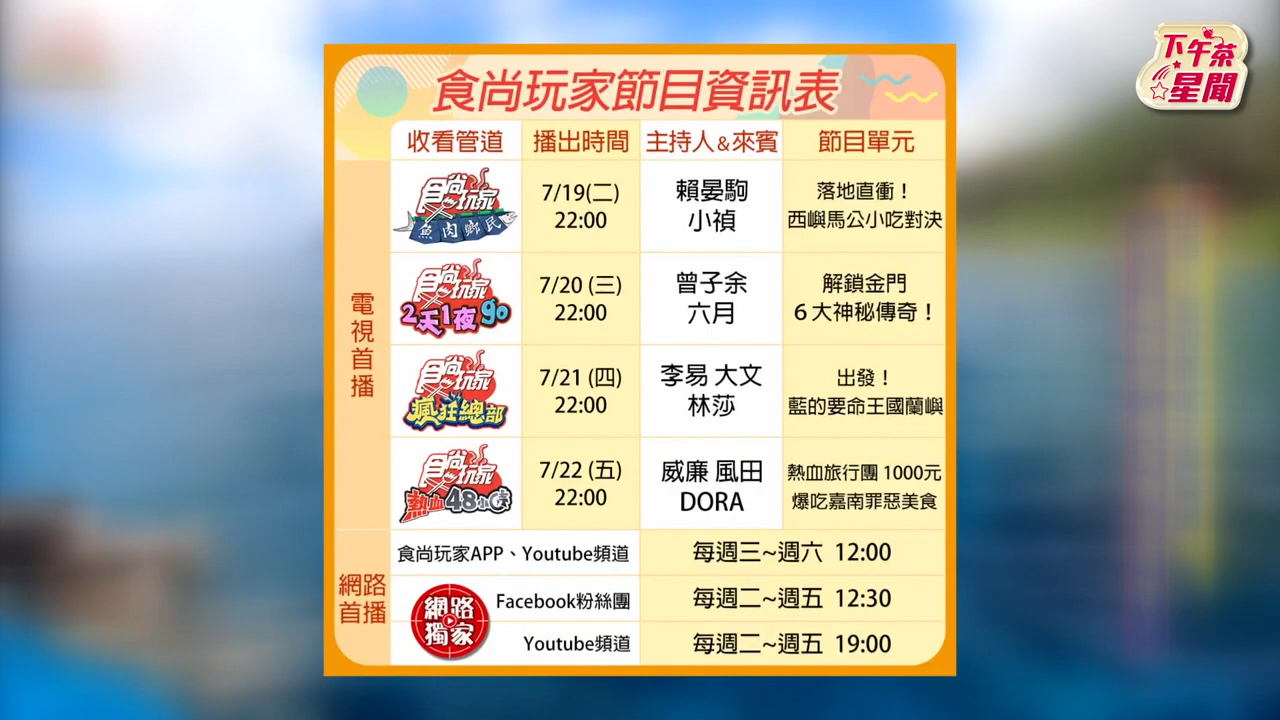 下午茶
星聞
食尚玩家節目資訊表
收看管道 播出時間 主持人&來賓 節目單元
電視首播
食尚玩家
魚肉鄉民
7/19(二)
22:00
賴晏駒
小禎
落地直衝！
西嶼馬公小吃對決
食尚玩家
2天1夜go
7/20 (三)
22:00
曾子余
六月
解鎖金門
6大神秘傳奇！
食尚玩家
瘋狂總部
7/21 (四)
22:00
李易 大文
林莎
出發！
藍的要命王國蘭嶼
食尚玩家
熱血48小時
7/22 (五)
22:00
威廉 風田
DORA
熱血旅行團 1000元
爆吃嘉南罪惡美食
網路
首播
食尚玩家APP、Youtube頻道 每週三~週六 12:00
網路
獨家
Facebook粉絲團 每週二~週五 12:30
Youtube頻道 每週二~週五 19:00